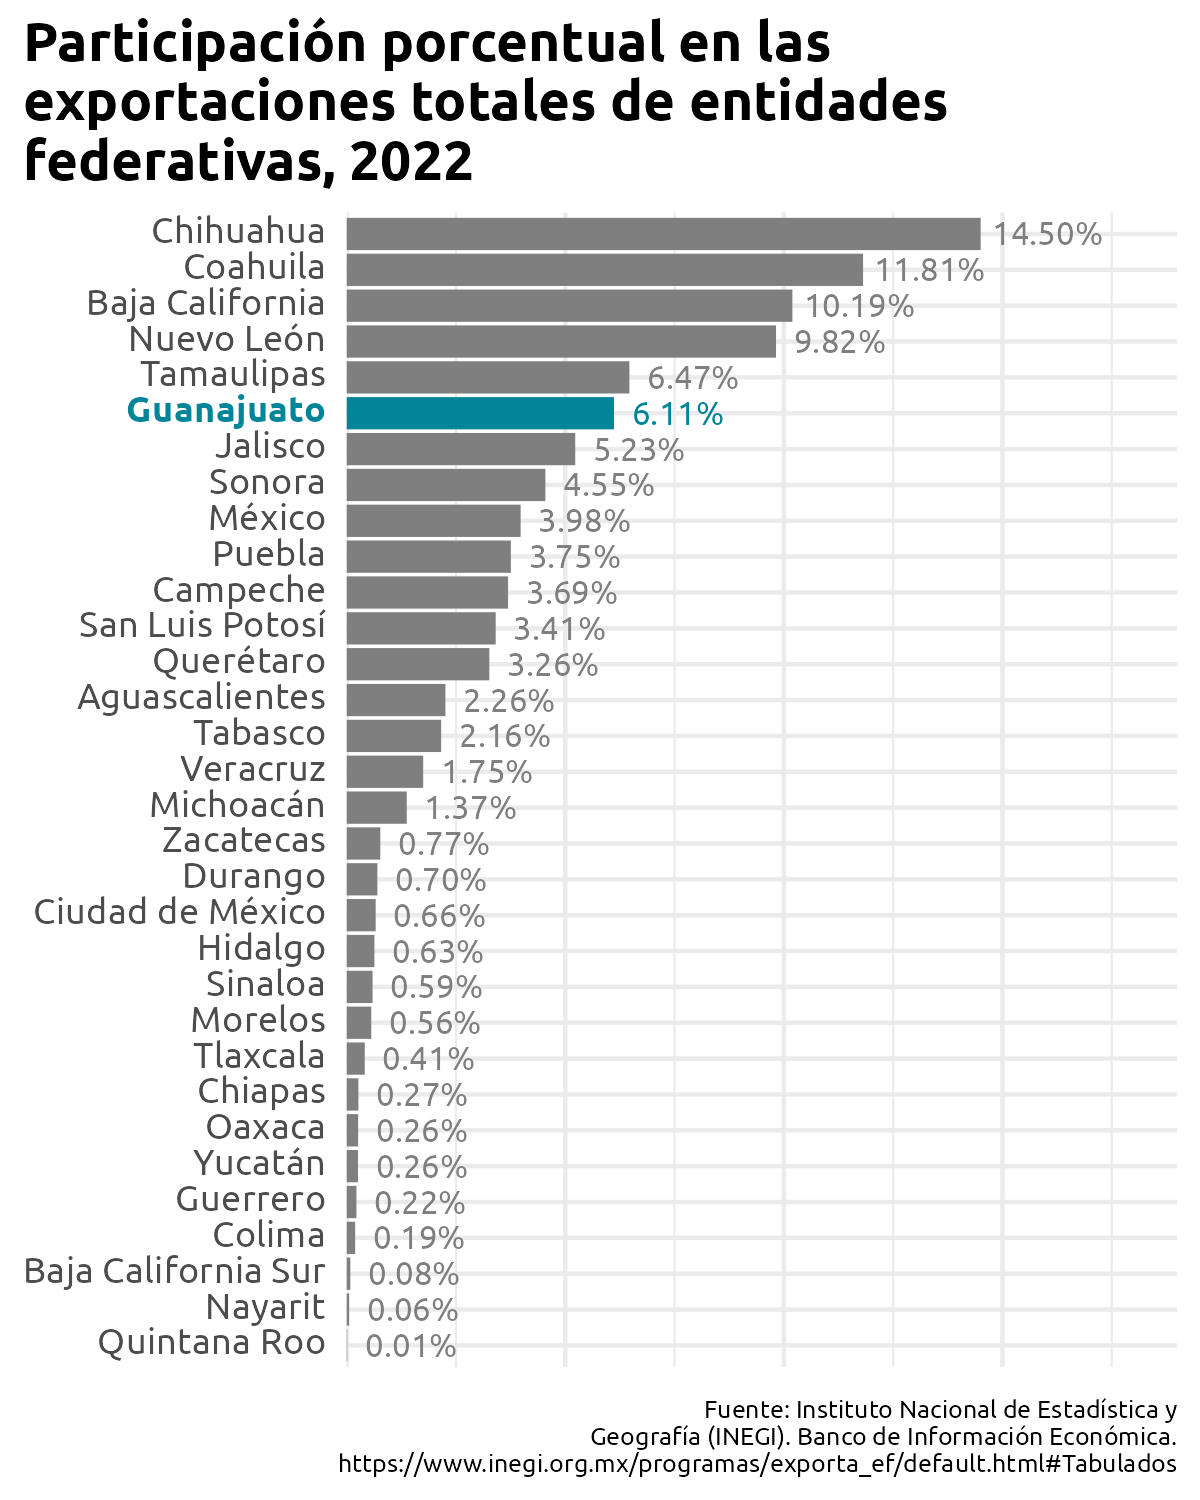 Participación porcentual en las
exportaciones totales de entidades
federativas, 2022
Chihuahua 14.50%
Coahuila 11.81%
Baja California 10.19%
Nuevo León 9.82%
Tamaulipas 6.47%
Guanajuato 6.11%
Jalisco 5.23%
Sonora 4.55%
México 3.98%
Puebla 3.75%
Campeche 3.69%
San Luis Potosí 3.41%
Querétaro 3.26%
Aguascalientes 2.26%
Tabasco 2.16%
Veracruz 1.75%
Michoacán 1.37%
Zacatecas 0.77%
Durango 0.70%
Ciudad de México 0.66%
Hidalgo 0.63%
Sinaloa 0.59%
Morelos 0.56%
Tlaxcala 0.41%
Chiapas 0.27%
Oaxaca 0.26%
Yucatán 0.26%
Guerrero 0.22%
Colima 0.19%
Baja California Sur 0.08%
Nayarit 0.06%
Quintana Roo 0.01%
Fuente: Instituto Nacional de Estadística y
Geografía (INEGI). Banco de Información Económica.
https://www.inegi.org.mx/programas/exporta_ef/default.html#Tabulados